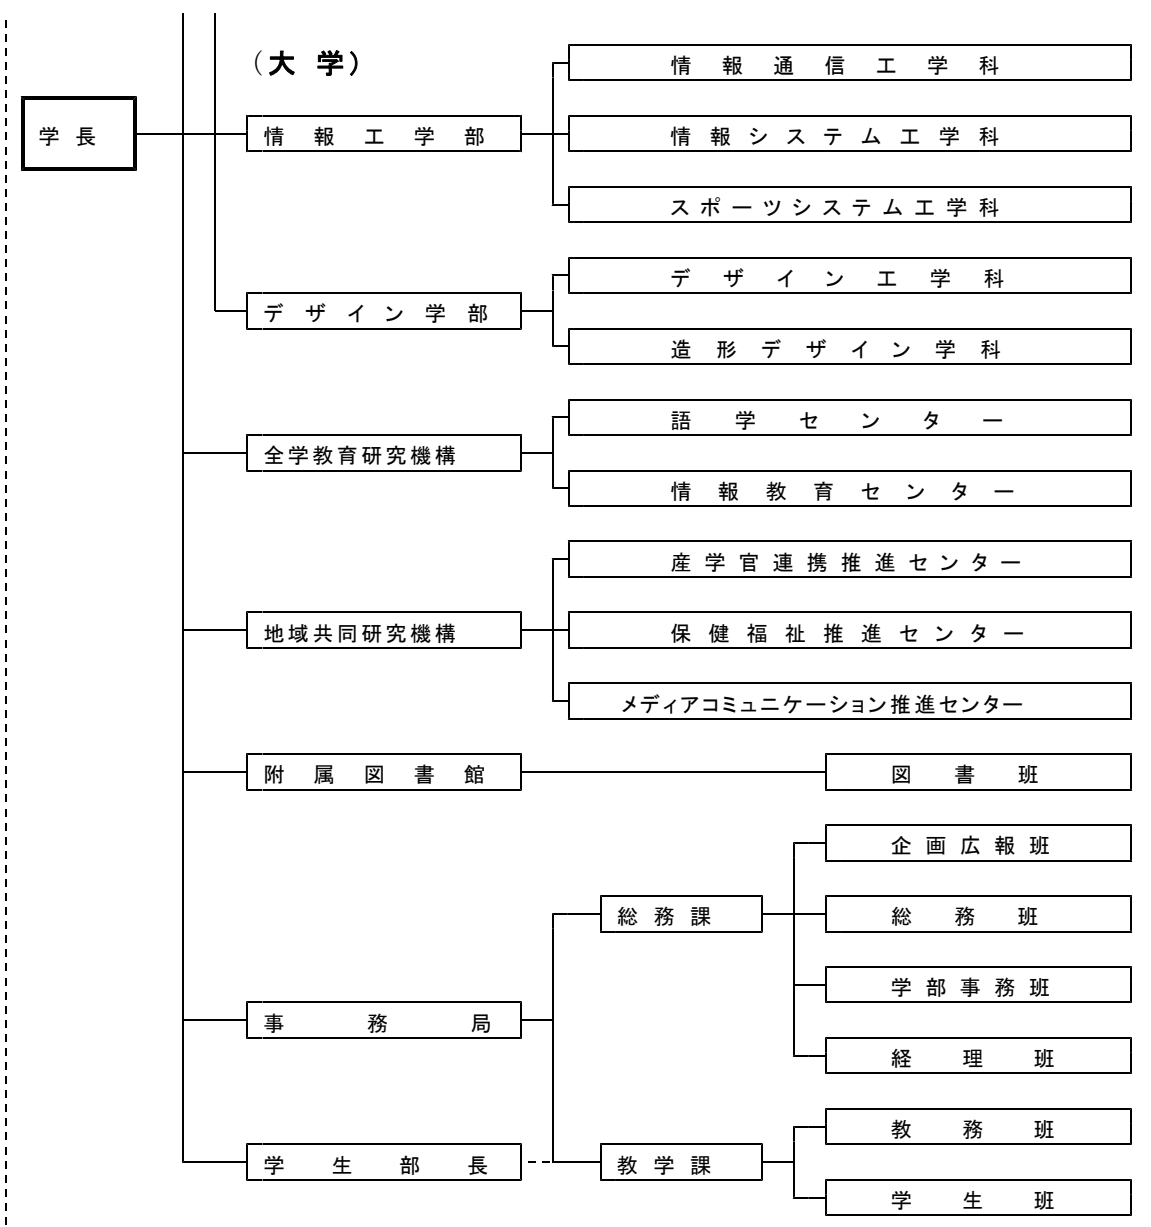 （大 学）
情報通信工学科
学長
情報工学部
情報システム工学科
スポーツシステム工学科
デザイン工学科
デザイン学部
造形デザイン学科
語学センター
全学教育研究機構
情報教育センター
産学官連携推進センター
地域共同研究機構
保健福祉推進センター
メディアコミュニケーション推進センター
附属図書館
図書班
企画広報班
総務課
総務班
学部事務班
事務局
経理班
教務班
学生部長
教学課
学生班